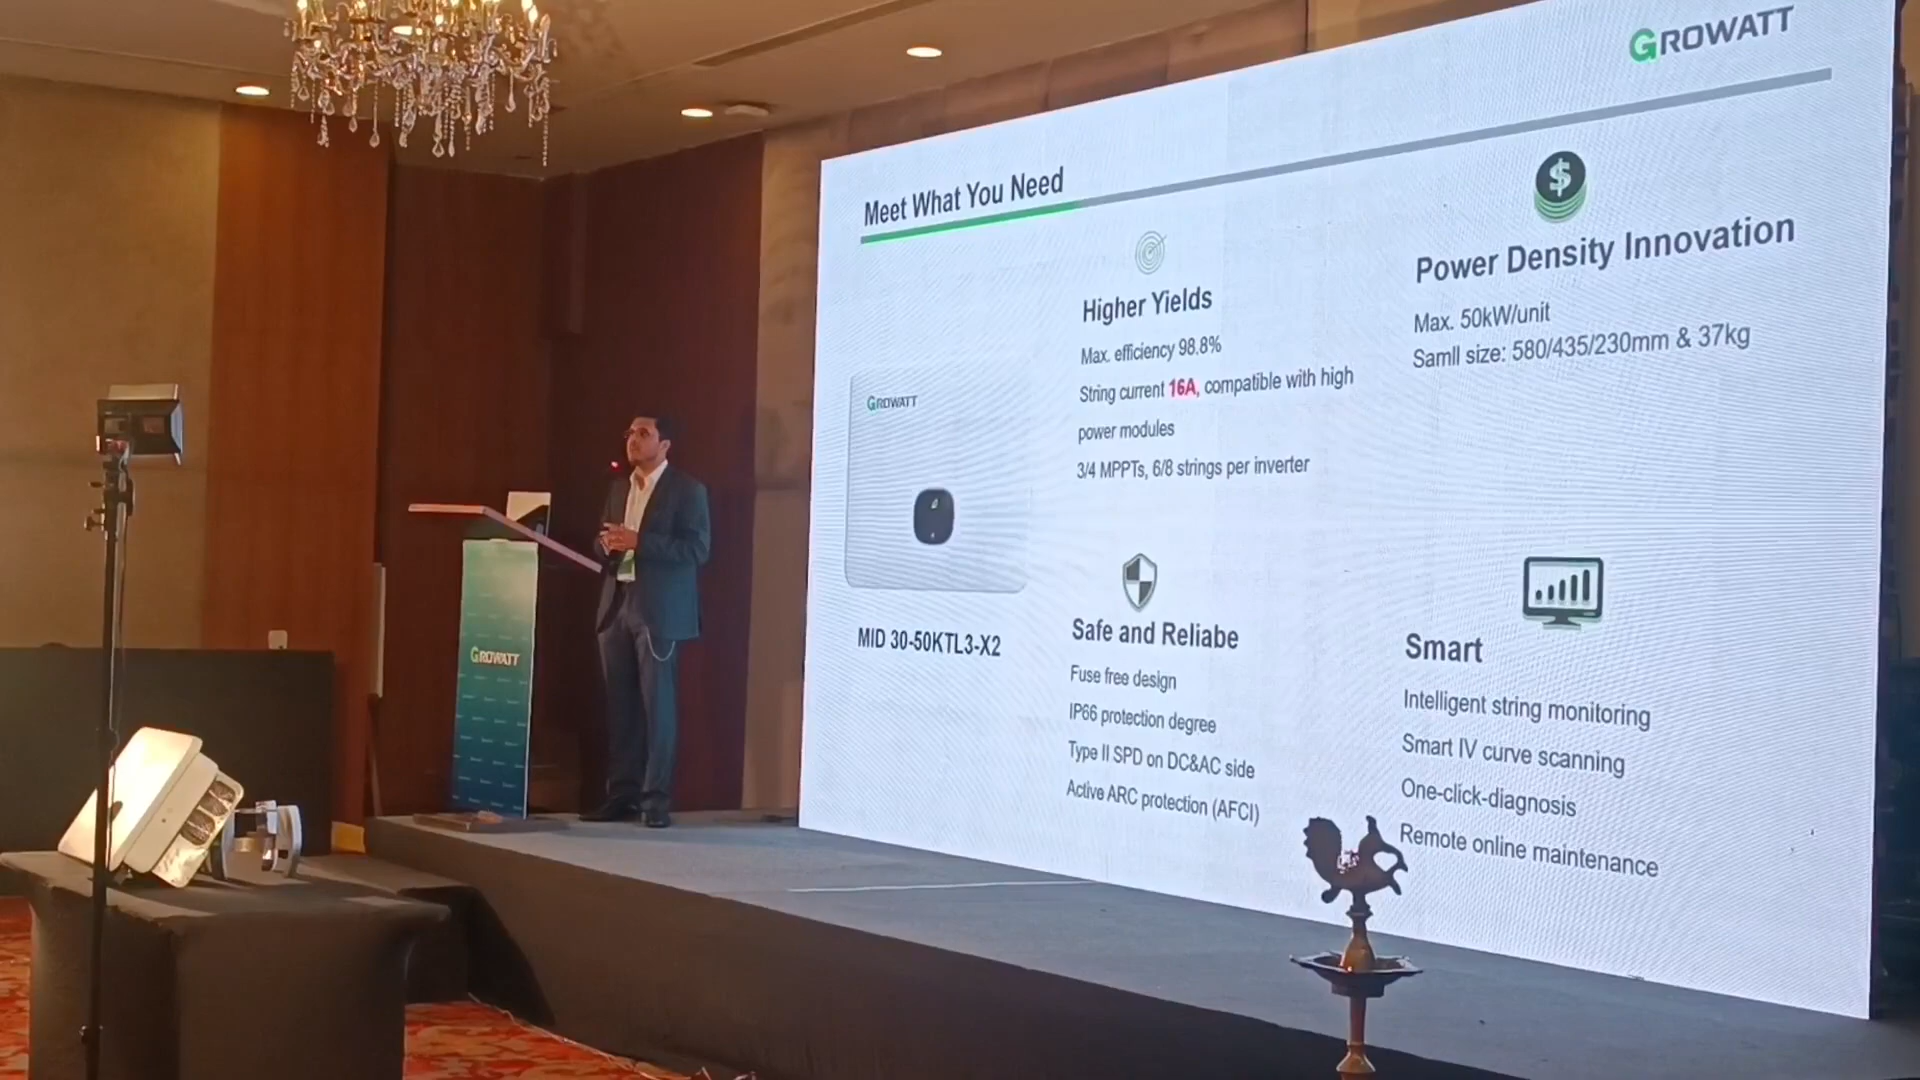 GROWATT
Meet What You Need
Higher Yields
Max. efficiency 98.8%
String current 16A, compatible with high
power modules
3/4 MPPTs, 6/8 strings per inverter
Power Density Innovation
Max. 50kW/unit
Samll size: 580/435/230mm & 37kg
GROWATT
MID 30-50KTL3-X2
Safe and Reliabe
Fuse free design
IP66 protection degree
Type II SPD on DC&AC side
Active ARC protection (AFCI)
Smart
Intelligent string monitoring
Smart IV curve scanning
One-click-diagnosis
Remote online maintenance
GROWATT